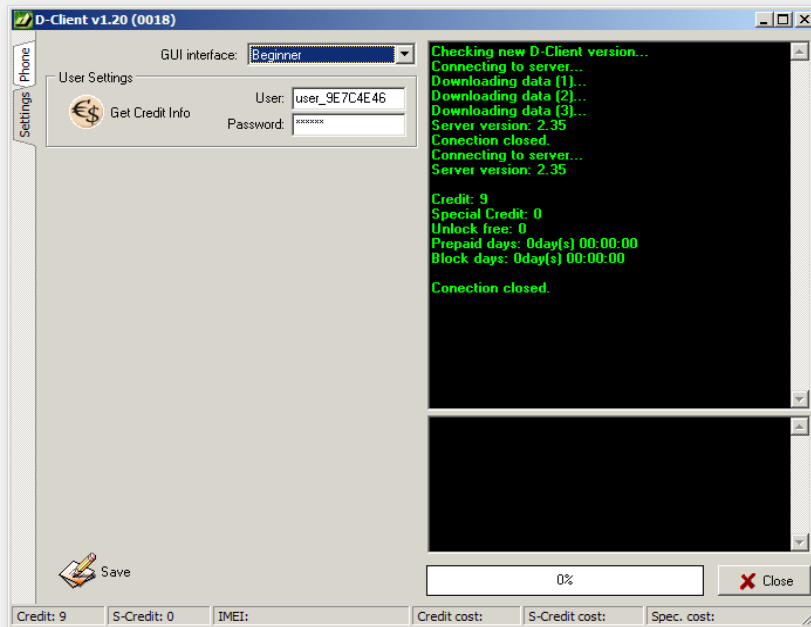 D-Client v1.20 (0018)
Phone
Settings
GUI interface: Beginner
User Settings
Get Credit Info
User: user_9E7C4E46
Password: ******
Checking new D-Client version...
Connecting to server...
Downloading data (1)...
Downloading data (2)...
Downloading data (3)...
Server version: 2.35
Conection closed.
Connecting to server...
Server version: 2.35
Credit: 9
Special Credit: 0
Unlock free: 0
Prepaid days: 0day(s) 00:00:00
Block days: 0day(s) 00:00:00
Conection closed.
Save
0%
Close
Credit: 9 S-Credit: 0 IMEI: Credit cost: S-Credit cost: Spec. cost: